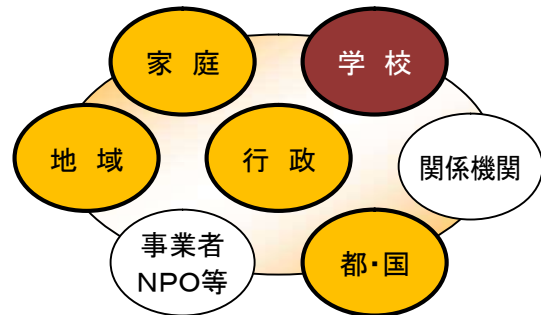 家 庭
学 校
地 域
行 政
関係機関
事業者
NPO等
都・国